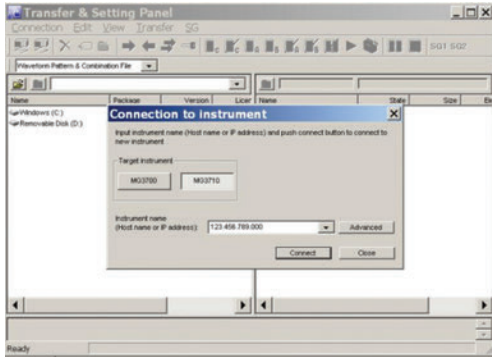 Transfer & Setting Panel
Connection Edit View Transfer SG
SG1 SG2
Waveform Pattern & Combination File
Name Package Version Name State Size
Windows (C:)
Removable Disk (D:)
Connection to instrument
Input instrument name (Host name or IP address) and push connect button to connect to
new instrument
Target instrument
MG3700 MG3710
Instrument name
(Host name or IP address): 123.456.789.000 Advanced
Connect Close
Ready